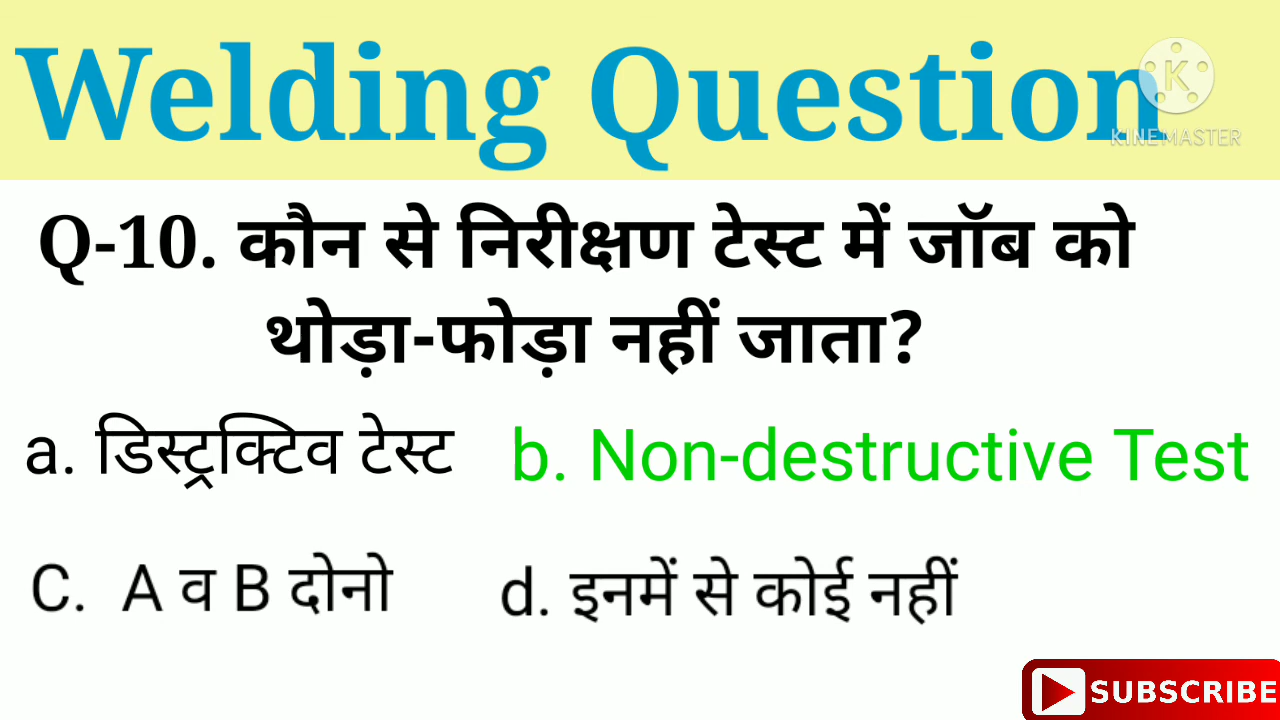 Welding Question
K
KINEMASTER
Q-10. कौन से निरीक्षण टेस्ट में जॉब को
थोड़ा-फोड़ा नहीं जाता?
a. डिस्ट्रक्टिव टेस्ट b. Non-destructive Test
C. A व B दोनो d. इनमें से कोई नहीं
SUBSCRIBE